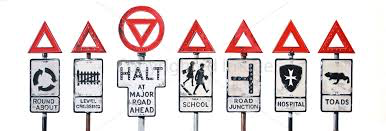 ROUND
ABOUT
LEVEL
CROSSING
HALT
AT
MAJOR
ROAD
AHEAD
SCHOOL
ROAD
JUNCTION
HOSPITAL
TOADS